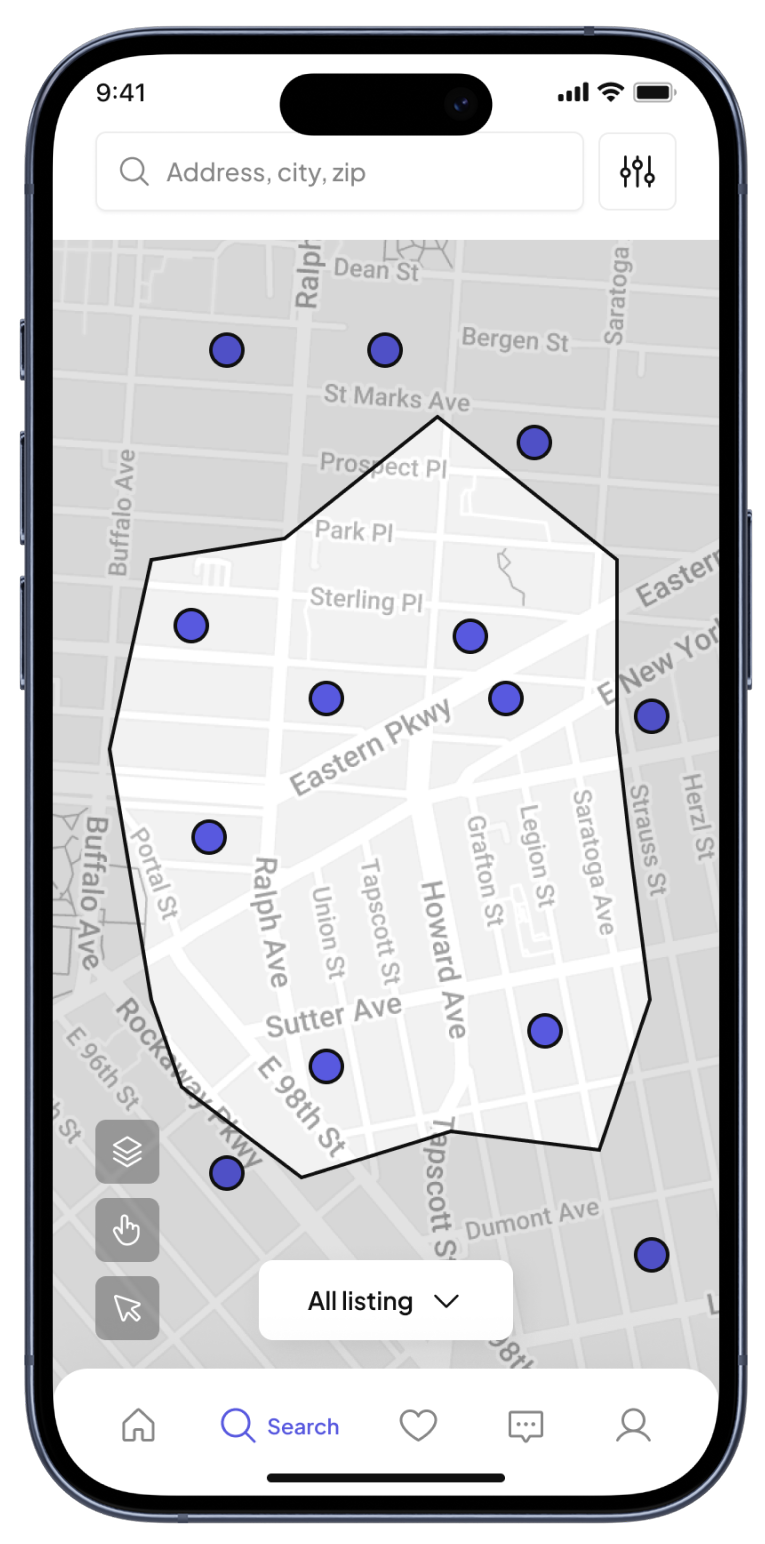 9:41
Address, city, zip
Ralph
Dean St
Saratoga
Bergen St
St Marks Ave
Buffalo Ave
Prospect Pl
Park Pl
Eastern
Sterling Pl
E New York
Eastern Pkwy
Buffalo Ave
Portal St
Ralph Ave
Union St
Tapscott St
Howard Ave
Grafton St
Legion St
Saratoga Ave
Strauss St
Herzl St
Sutter Ave
Rockaway Pkwy
E 96th St
E 98th St
h St
Tapscott St
Dumont Ave
All listing
L
98th
Search